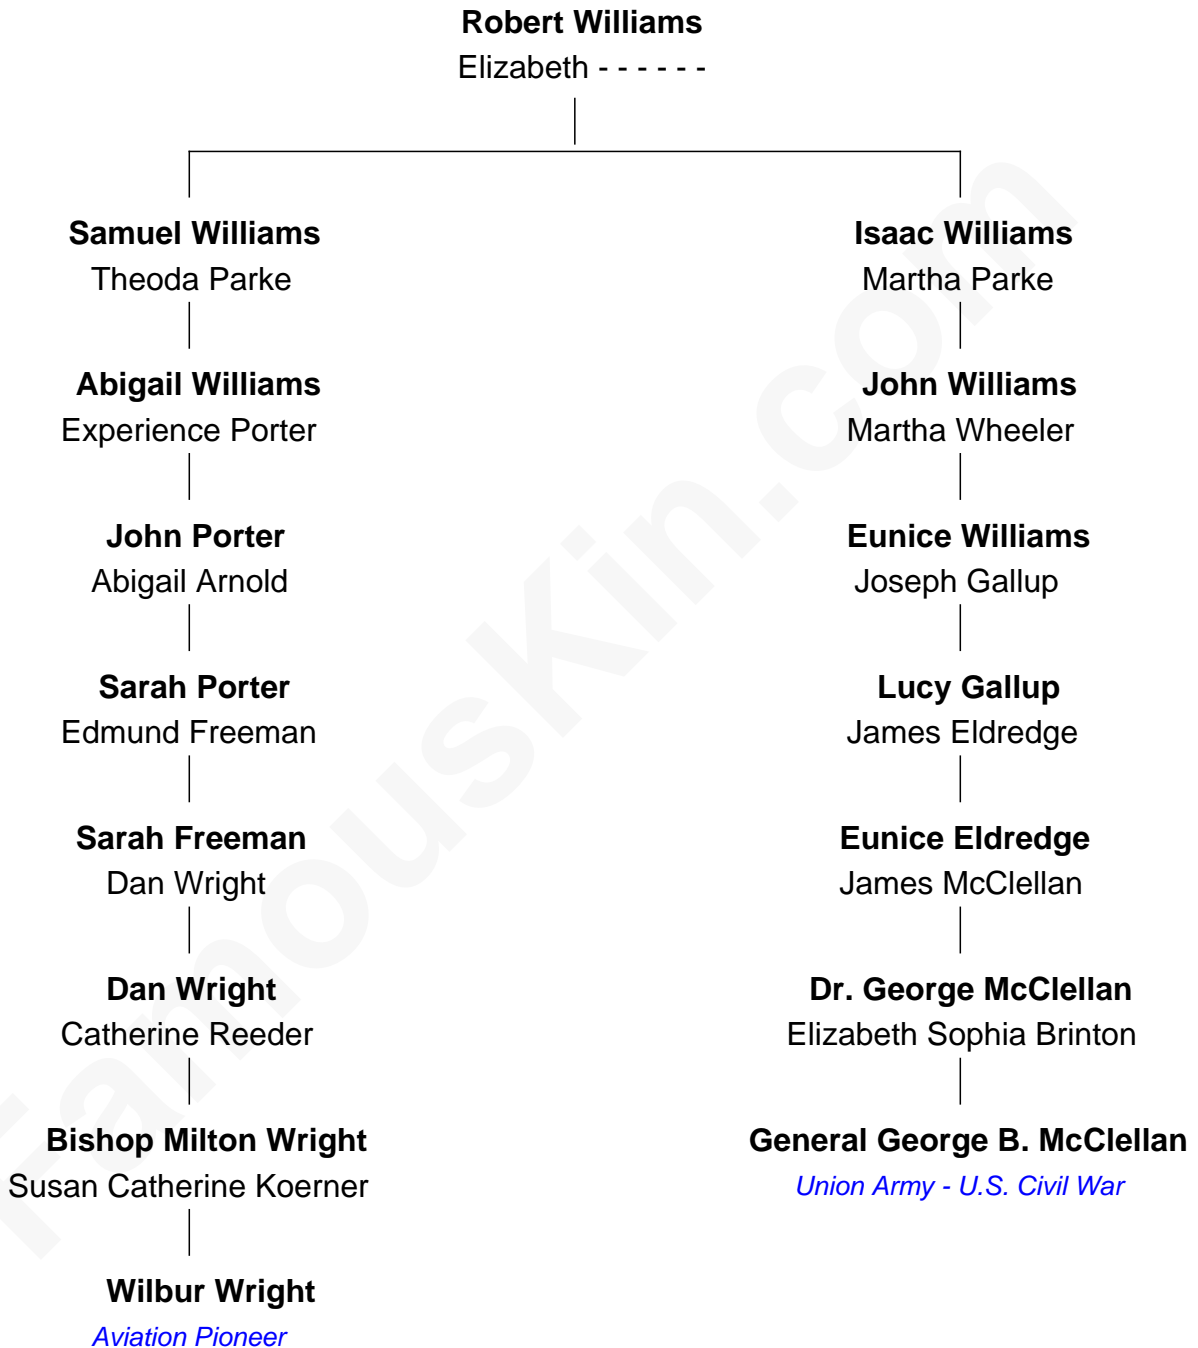 Robert Williams
Elizabeth - - - - - -
Samuel Williams
Theoda Parke
Isaac Williams
Martha Parke
Abigail Williams
Experience Porter
John Williams
Martha Wheeler
John Porter
Abigail Arnold
Eunice Williams
Joseph Gallup
Sarah Porter
Edmund Freeman
Lucy Gallup
James Eldredge
Sarah Freeman
Dan Wright
Eunice Eldredge
James McClellan
Dan Wright
Catherine Reeder
Dr. George McClellan
Elizabeth Sophia Brinton
Bishop Milton Wright
Susan Catherine Koerner
General George B. McClellan
Union Army - U.S. Civil War
Wilbur Wright
Aviation Pioneer
FamousKin.com